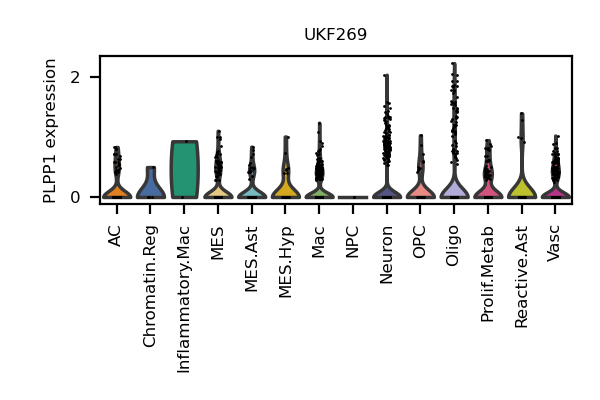 UKF269
PLPP1 expression
2
0
AC
Chromatin.Reg
Inflammatory.Mac
MES
MES.Ast
MES.Hyp
Mac
NPC
Neuron
OPC
Oligo
Prolif.Metab
Reactive.Ast
Vasc